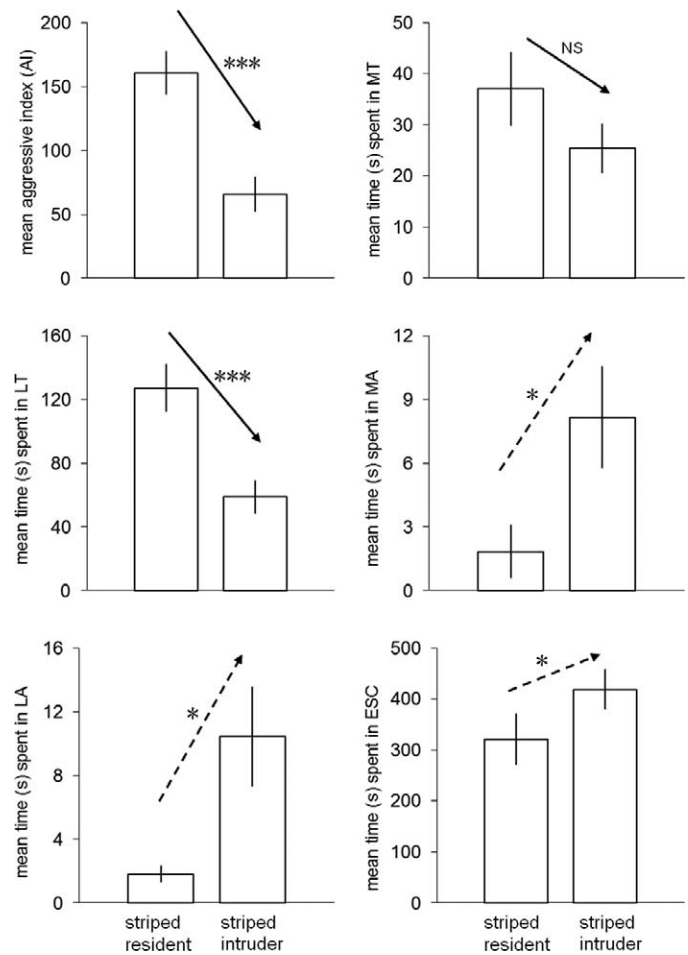 mean aggressive index (AI)
200
150
100
50
0
***
mean time (s) spent in MT
50
40
30
20
10
0
NS
mean time (s) spent in LT
160
120
80
40
0
***
mean time (s) spent in MA
12
9
6
3
0
*
mean time (s) spent in LA
16
12
8
4
0
*
striped
resident
striped
intruder
mean time (s) spent in ESC
500
400
300
200
100
0
*
striped
resident
striped
intruder